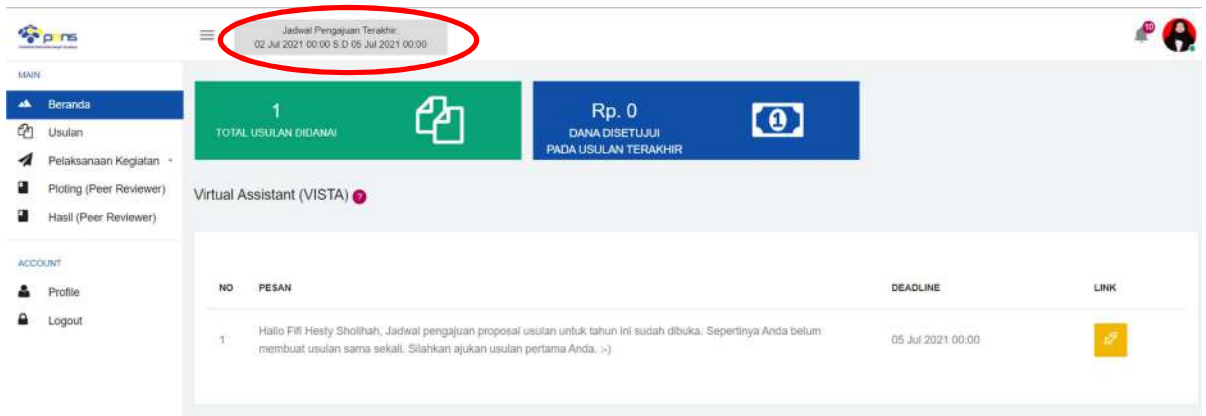 pens
Jadwal Pengajuan Terakhir:
02 Jul 2021 00:00 S.D 05 Jul 2021 00:00
10
MAIN
Beranda
Usulan
Pelaksanaan Kegiatan
Ploting (Peer Reviewer)
Hasil (Peer Reviewer)
ACCOUNT
Profile
Logout
1
TOTAL USULAN DIDANAI
Rp. 0
DANA DISETUJUI
PADA USULAN TERAKHIR
1
Virtual Assistant (VISTA) ?
NO PESAN DEADLINE LINK
1 Hallo Fifi Hesty Sholihah, Jadwal pengajuan proposal usulan untuk tahun ini sudah dibuka. Sepertinya Anda belum 05 Jul 2021 00:00
membuat usulan sama sekali. Silahkan ajukan usulan pertama Anda. :-)